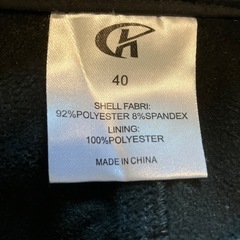 40
SHELL FABRI:
92%POLYESTER 8%SPANDEX
LINING:
100%POLYESTER
MADE IN CHINA